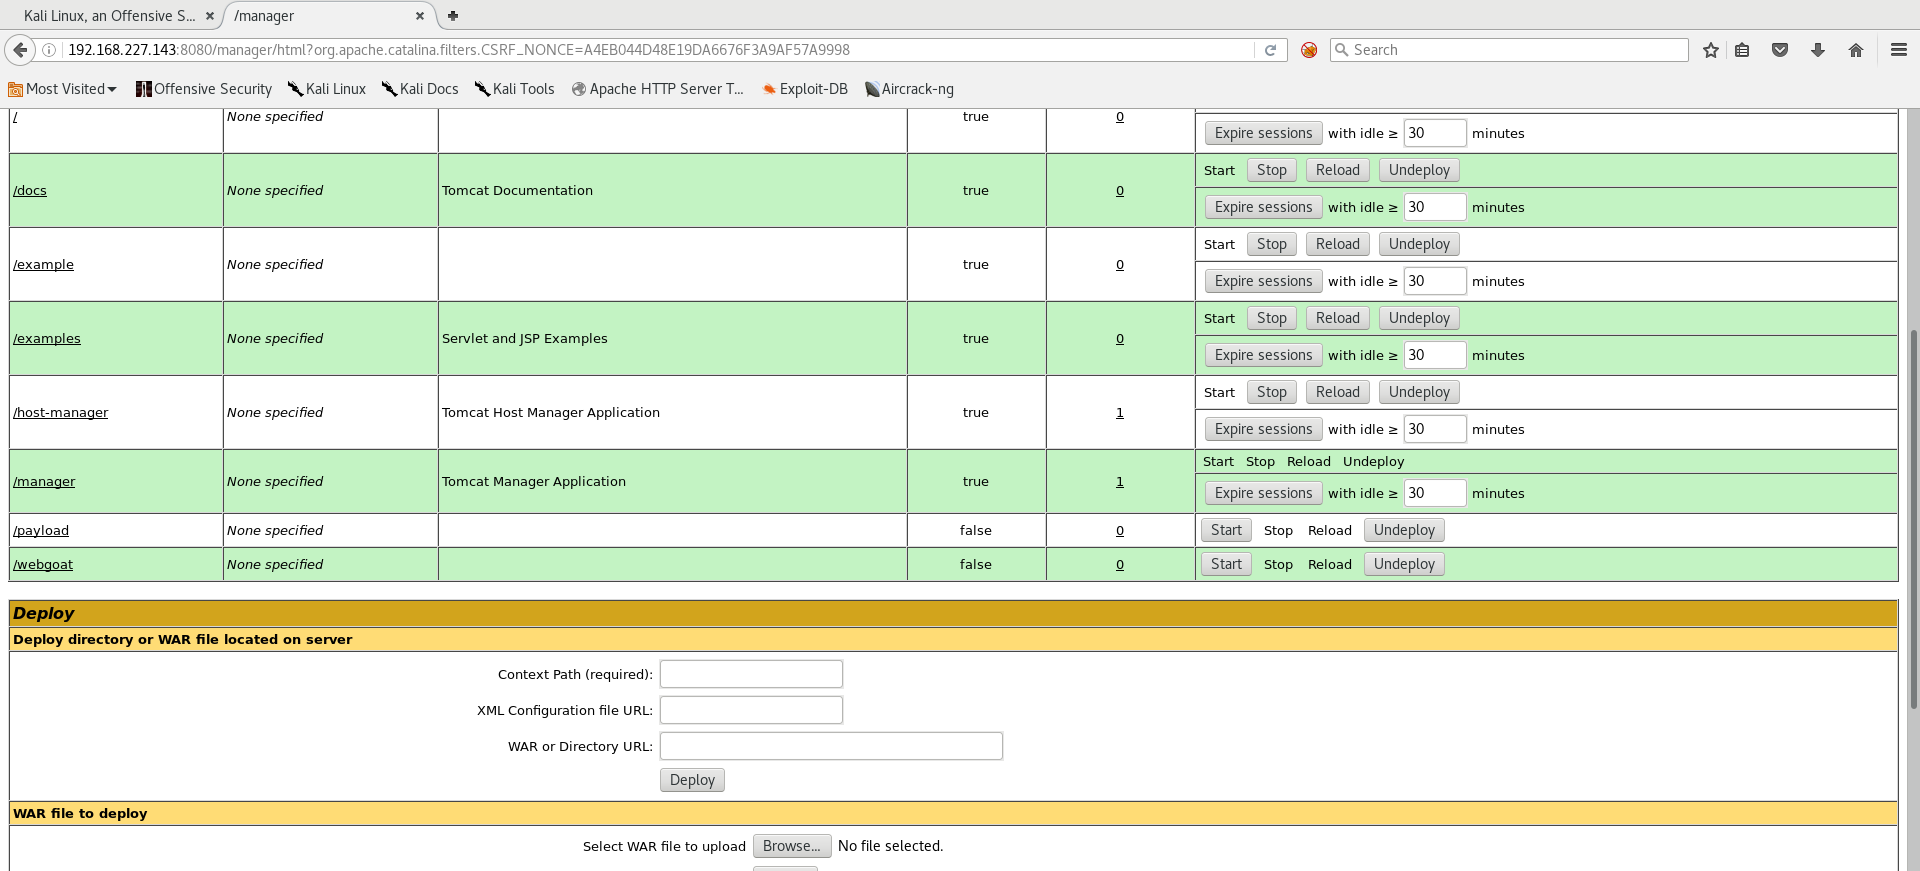 Kali Linux, an Offensive S...
/manager
192.168.227.143:8080/manager/html?org.apache.catalina.filters.CSRF_NONCE=A4EB044D48E19DA6676F3A9AF57A9998
Search
Most Visited Offensive Security Kali Linux Kali Docs Kali Tools Apache HTTP Server T... Exploit-DB Aircrack-ng
/ None specified true 0
Expire sessions with idle ≥ 30 minutes
/docs None specified Tomcat Documentation true 0
Start Stop Reload Undeploy
Expire sessions with idle ≥ 30 minutes
/example None specified true 0
Start Stop Reload Undeploy
Expire sessions with idle ≥ 30 minutes
/examples None specified Servlet and JSP Examples true 0
Start Stop Reload Undeploy
Expire sessions with idle ≥ 30 minutes
/host-manager None specified Tomcat Host Manager Application true 1
Start Stop Reload Undeploy
Expire sessions with idle ≥ 30 minutes
/manager None specified Tomcat Manager Application true 1
Start Stop Reload Undeploy
Expire sessions with idle ≥ 30 minutes
/payload None specified false 0 Start Stop Reload Undeploy
/webgoat None specified false 0 Start Stop Reload Undeploy
Deploy
Deploy directory or WAR file located on server
Context Path (required):
XML Configuration file URL:
WAR or Directory URL:
Deploy
WAR file to deploy
Select WAR file to upload Browse... No file selected.